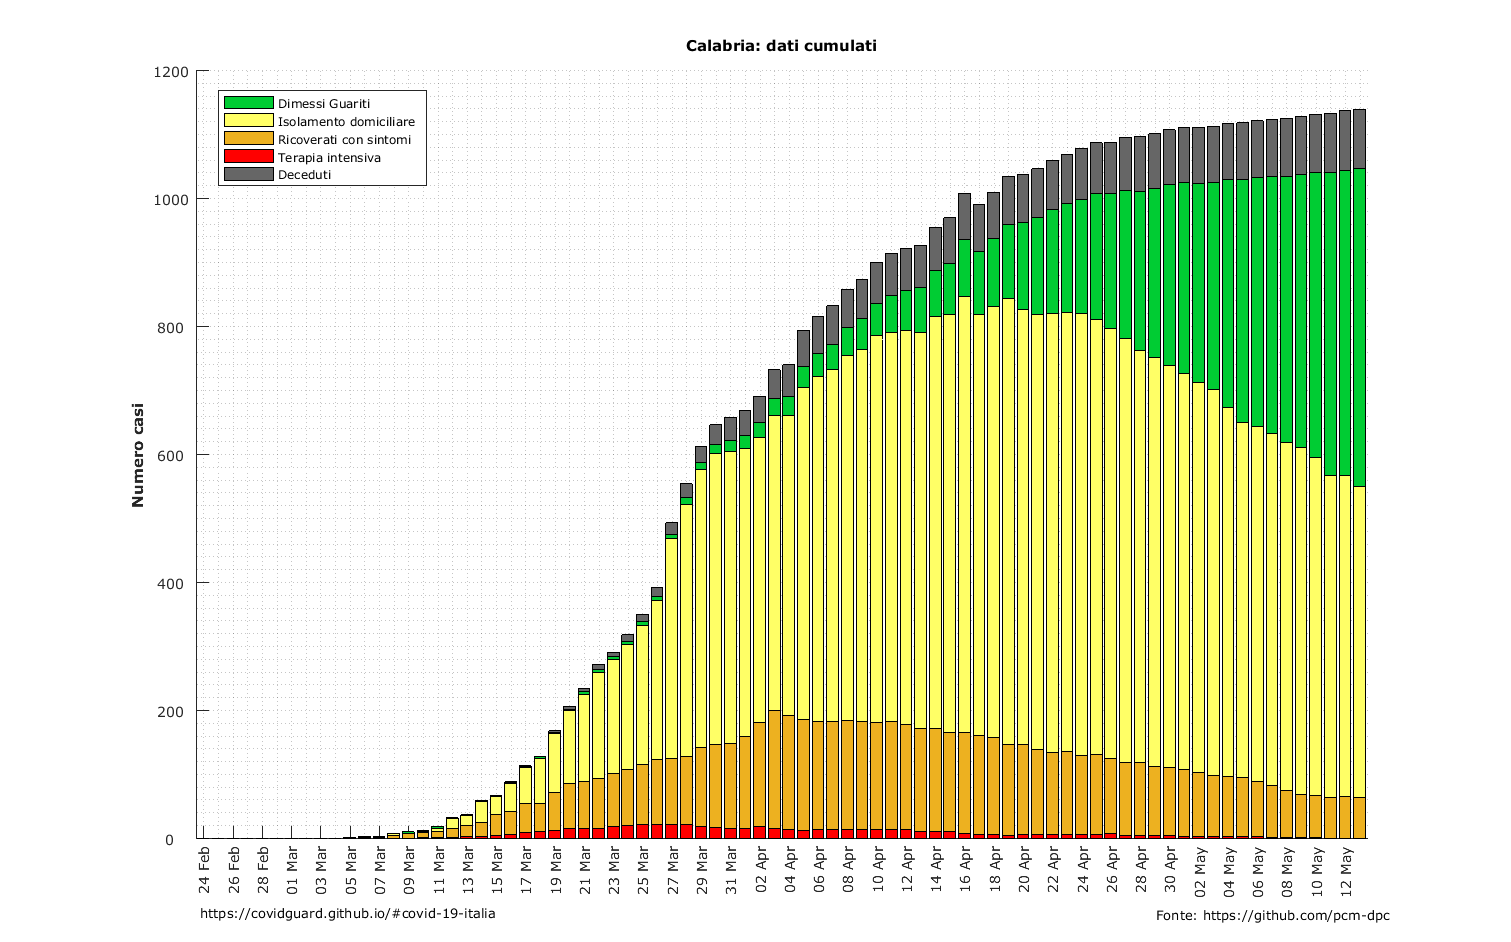 Calabria: dati cumulati
1200
1000
800
600
400
200
0
Numero casi
Dimessi Guariti
Isolamento domiciliare
Ricoverati con sintomi
Terapia intensiva
Deceduti
24 Feb
26 Feb
28 Feb
01 Mar
03 Mar
05 Mar
07 Mar
09 Mar
11 Mar
13 Mar
15 Mar
17 Mar
19 Mar
21 Mar
23 Mar
25 Mar
27 Mar
29 Mar
31 Mar
02 Apr
04 Apr
06 Apr
08 Apr
10 Apr
12 Apr
14 Apr
16 Apr
18 Apr
20 Apr
22 Apr
24 Apr
26 Apr
28 Apr
30 Apr
02 May
04 May
06 May
08 May
10 May
12 May
https://covidguard.github.io/#covid-19-italia
Fonte: https://github.com/pcm-dpc